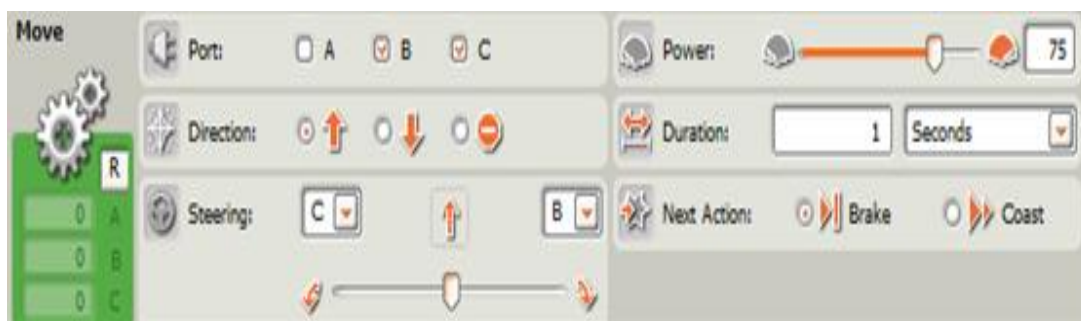 Move
Port: A B C
Power: 75
Direction:
Duration: 1 Seconds
R
Steering: C B
Next Action: Brake Coast
0 A
0 B
0 C